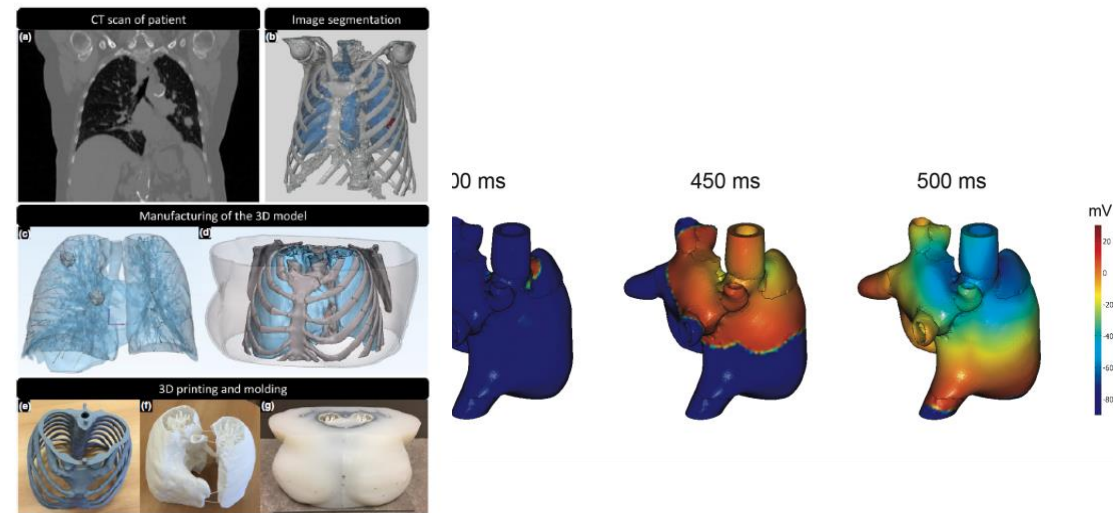 CT scan of patient
Image segmentation
(a)
(b)
Manufacturing of the 3D model
(c)
(d)
3D printing and molding
(e)
(f)
(g)
00 ms
450 ms
500 ms
mV
20
0
-20
-40
-60
-80